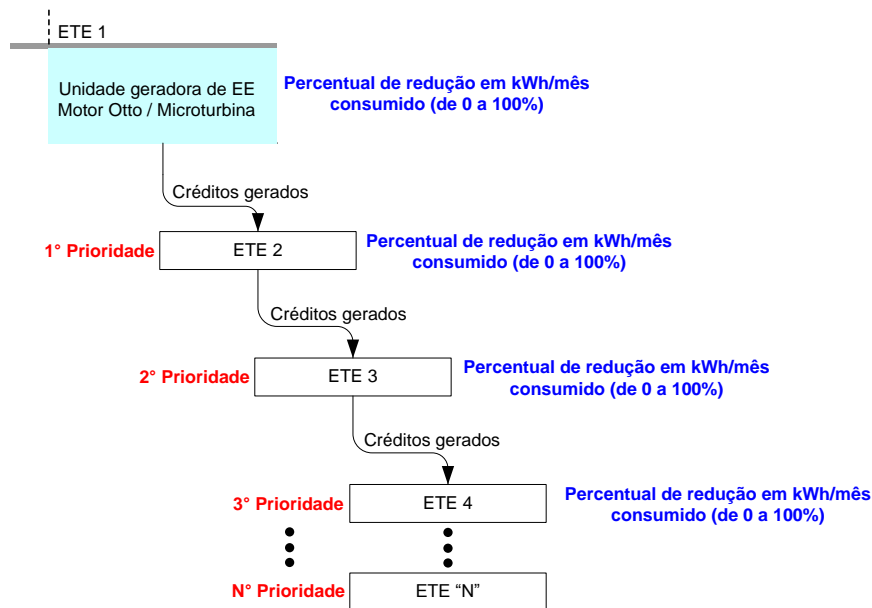 ETE 1
Unidade geradora de EE
Motor Otto / Microturbina
Percentual de redução em kWh/mês
consumido (de 0 a 100%)
Créditos gerados
1° Prioridade
ETE 2
Percentual de redução em kWh/mês
consumido (de 0 a 100%)
Créditos gerados
2° Prioridade
ETE 3
Percentual de redução em kWh/mês
consumido (de 0 a 100%)
Créditos gerados
3° Prioridade
ETE 4
Percentual de redução em kWh/mês
consumido (de 0 a 100%)
N° Prioridade
ETE “N”